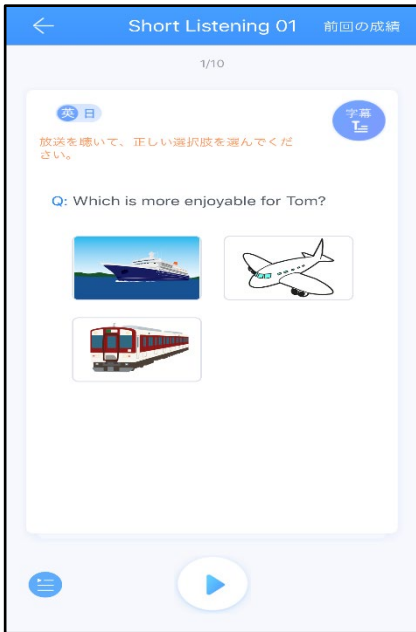 Short Listening 01 前回の成績
1/10
英 日
字幕
放送を聴いて、正しい選択肢を選んでくだ
さい。
Q: Which is more enjoyable for Tom?